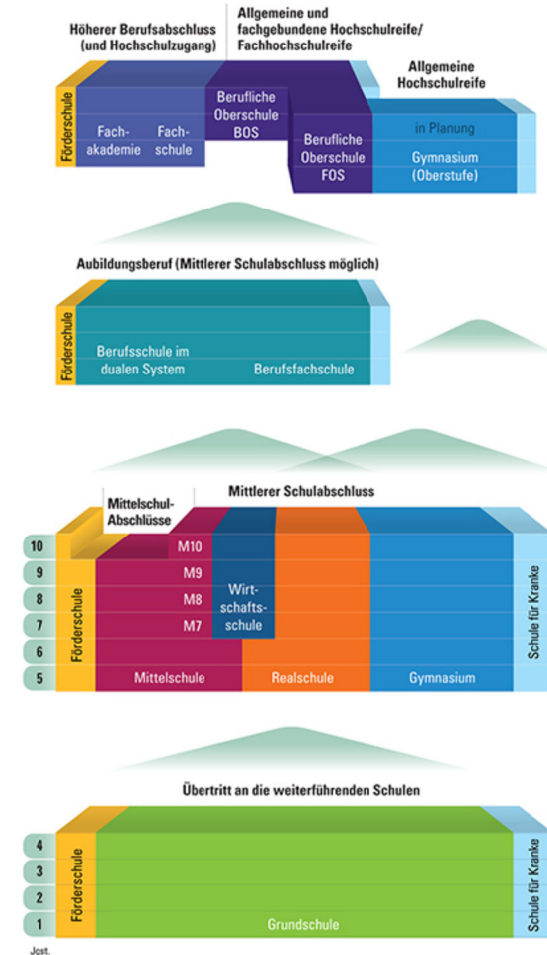 Höherer Berufsabschluss
(und Hochschulzugang)
Allgemeine und
fachgebundene Hochschulreife/
Fachhochschulreife
Allgemeine
Hochschulreife
Förderschule
Fach-
akademie
Fach-
schule
Berufliche
Oberschule
BOS
Berufliche
Oberschule
FOS
in Planung
Gymnasium
(Oberstufe)
Aubildungsberuf (Mittlerer Schulabschluss möglich)
Förderschule
Berufsschule im
dualen System
Berufsfachschule
Mittelschul-
Abschlüsse
Mittlerer Schulabschluss
10
9
8
7
6
5
Förderschule
M10
M9
M8
M7
Wirt-
schafts-
schule
Mittelschule
Realschule
Gymnasium
Schule für Kranke
Übertritt an die weiterführenden Schulen
4
3
2
1
Förderschule
Grundschule
Schule für Kranke
Jgst.